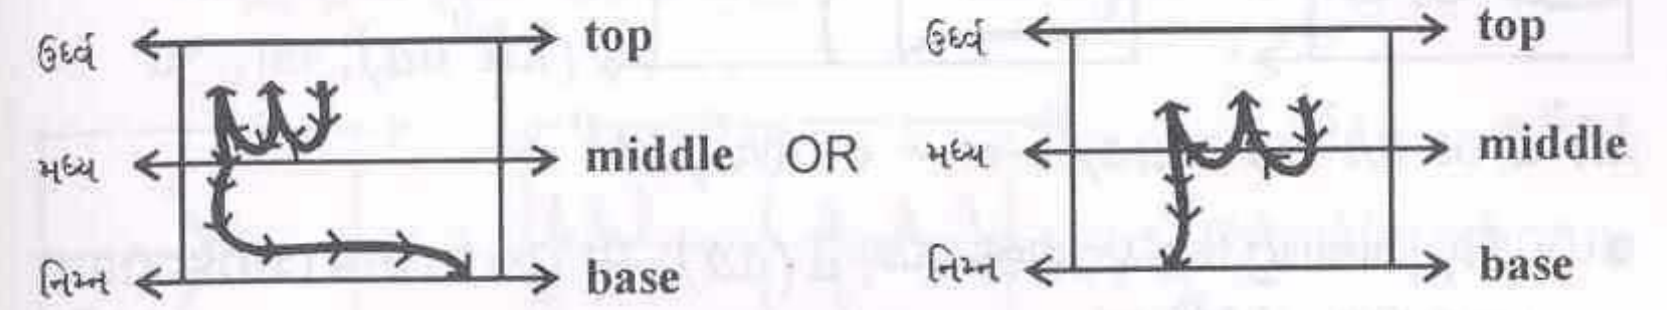 ઉર્ધ્વ top ઉર્ધ્વ top
મધ્ય middle OR મધ્ય middle
નિમ્ન base નિમ્ન base